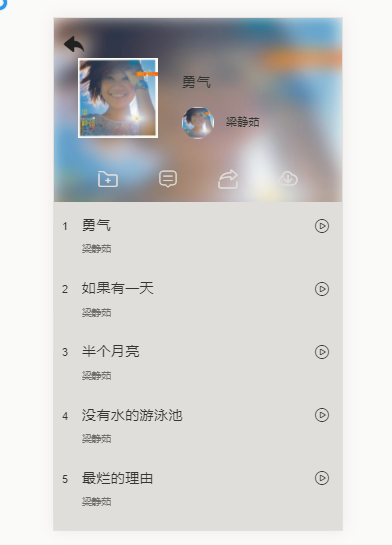 勇气
梁静茹
1 勇气
梁静茹
2 如果有一天
梁静茹
3 半个月亮
梁静茹
4 没有水的游泳池
梁静茹
5 最烂的理由
梁静茹